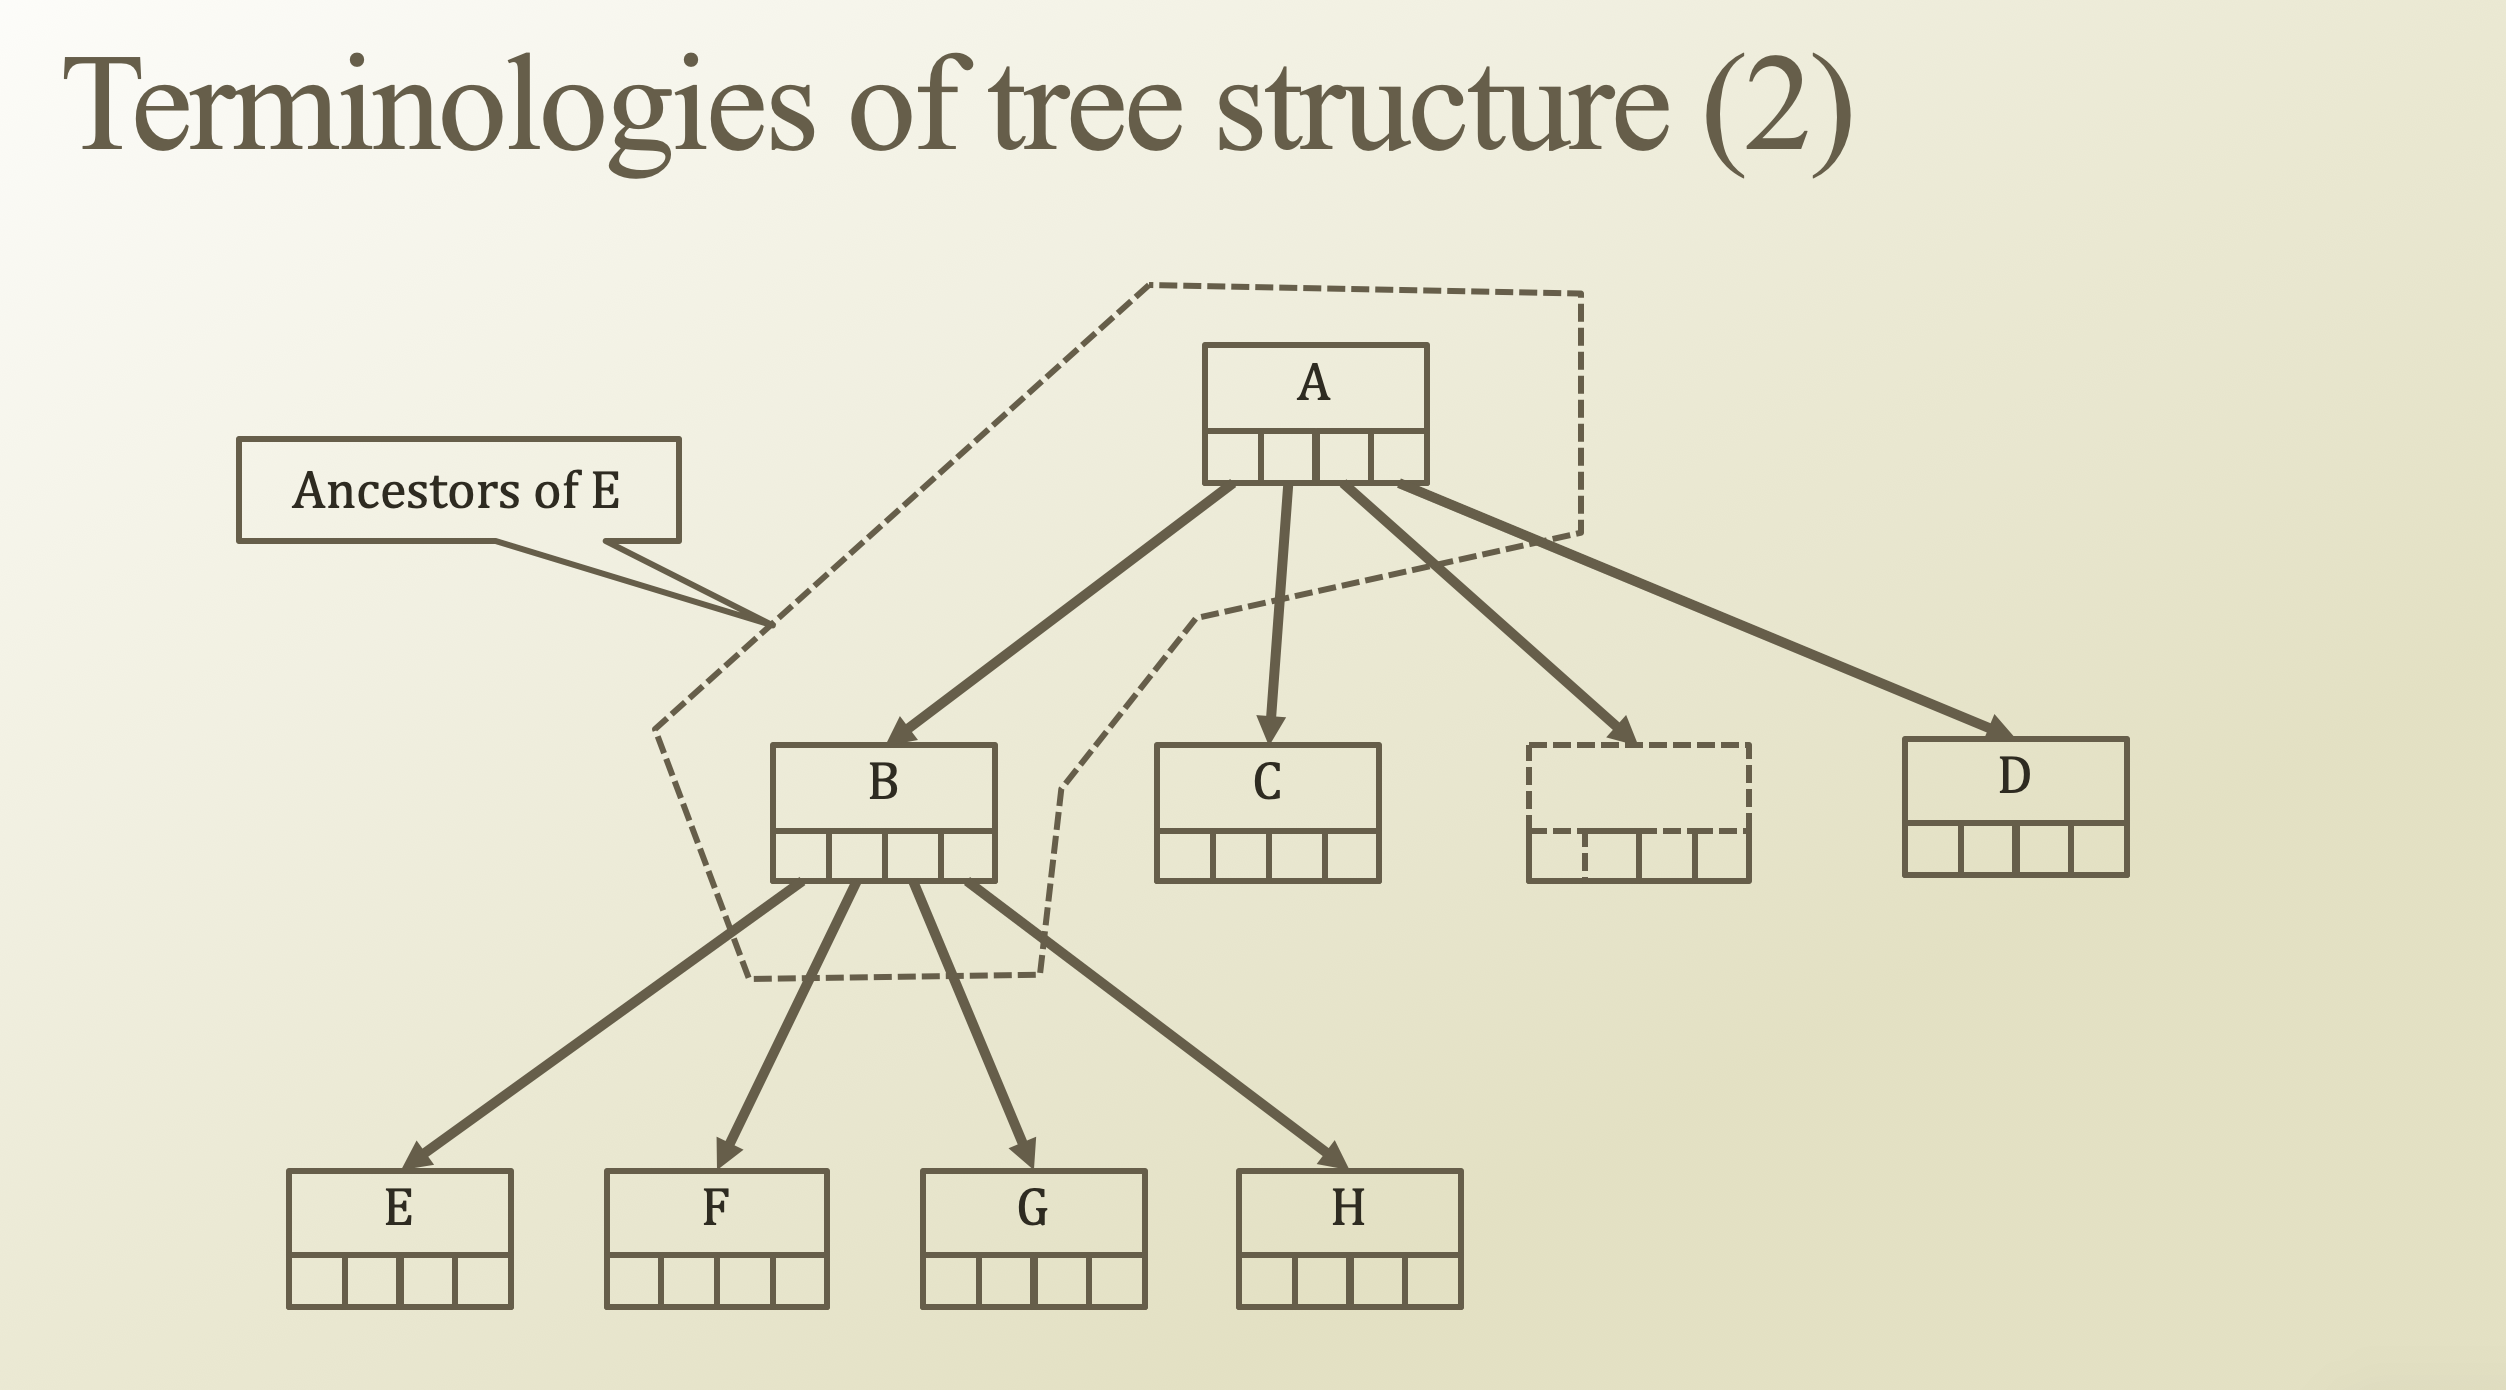 Terminologies of tree structure (2)
A
Ancestors of E
B
C
D
E
F
G
H